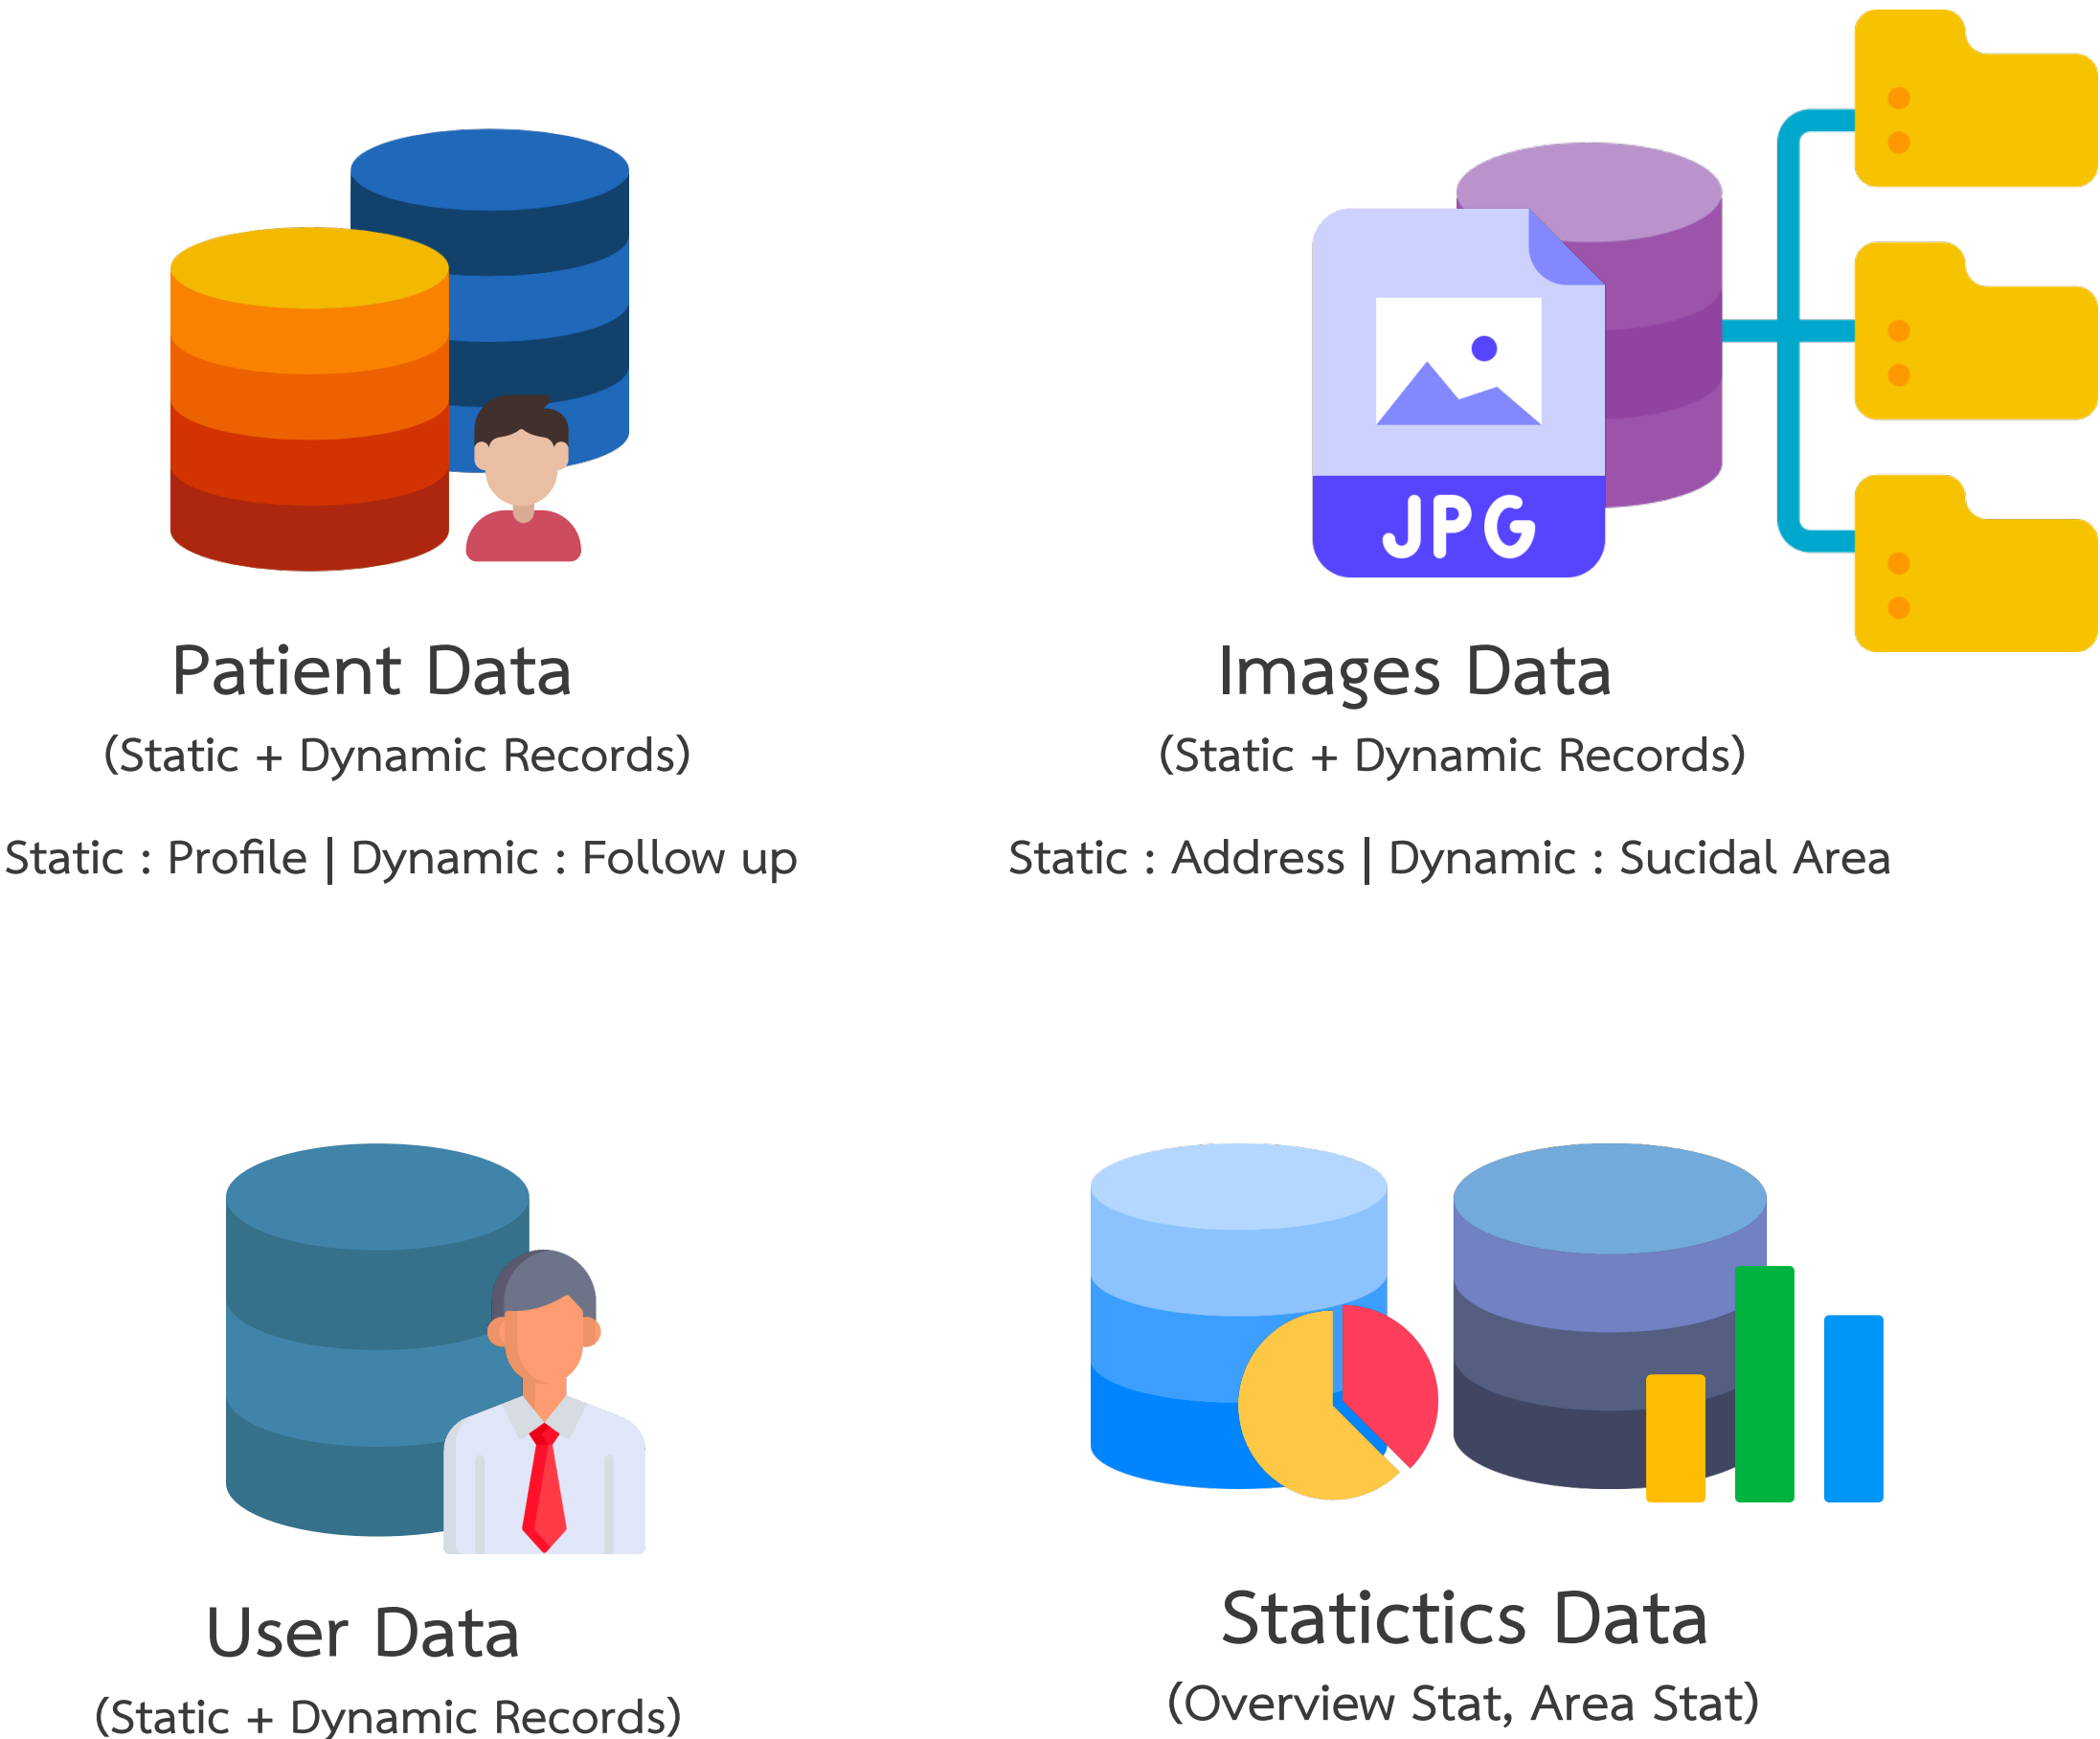 JPG
Patient Data
(Static + Dynamic Records)
Static : Profile | Dynamic : Follow up
Images Data
(Static + Dynamic Records)
Static : Address | Dynamic : Sucidal Area
User Data
(Static + Dynamic Records)
Statictics Data
(Overview Stat, Area Stat)